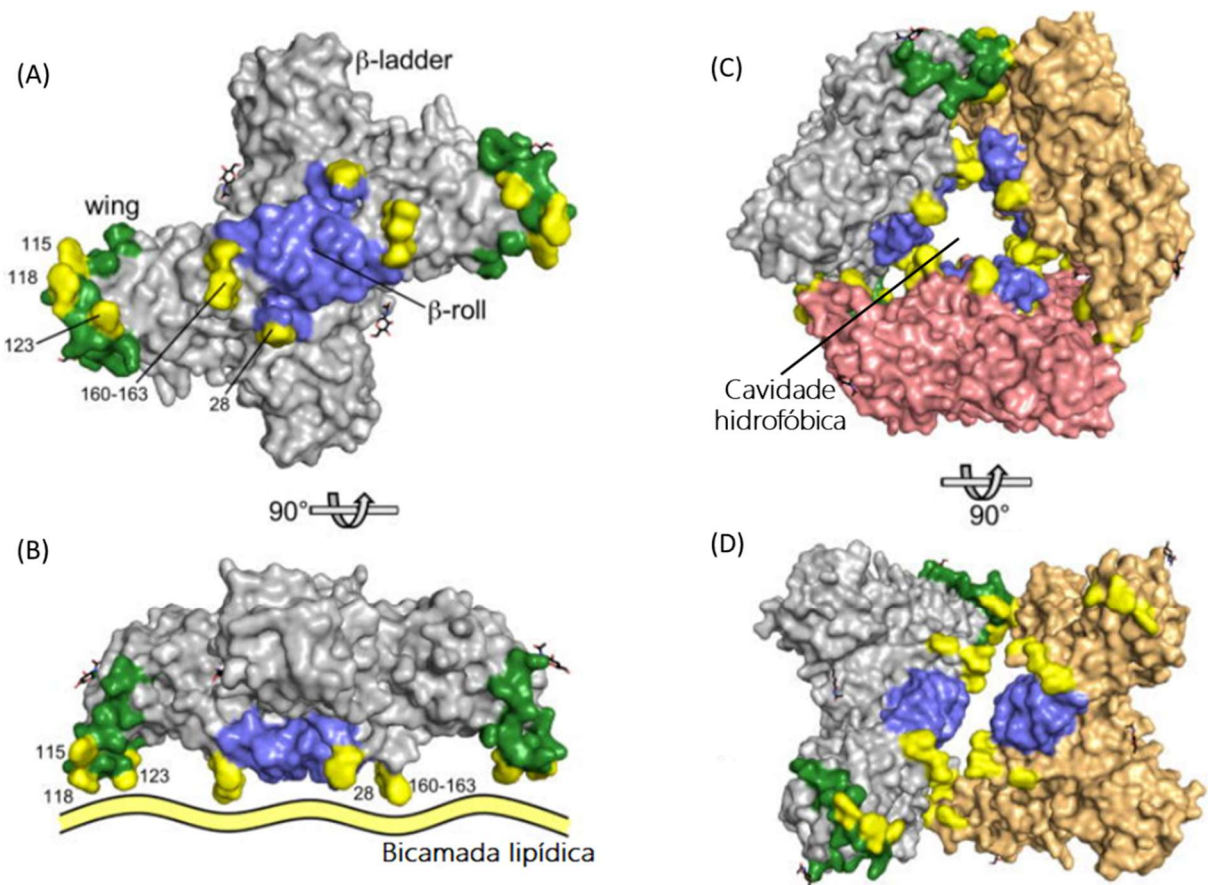 (A)
β-ladder
wing
115
118
123
160-163
28
β-roll
90°
(B)
115
118
123
28
160-163
Bicamada lipídica
(C)
Cavidade
hidrofóbica
90°
(D)